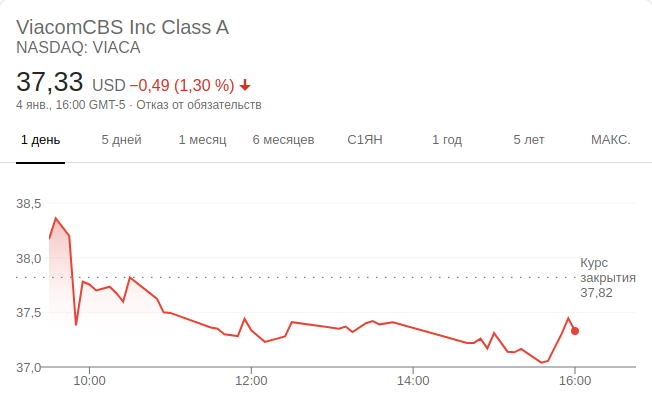 ViacomCBS Inc Class A
NASDAQ: VIACA
37,33 USD −0,49 (1,30 %)
4 янв., 16:00 GMT-5 · Отказ от обязательств
1 день 5 дней 1 месяц 6 месяцев С1ЯН 1 год 5 лет МАКС.
38,5
38,0
37,5
37,0
Курс
закрытия
37,82
10:00 12:00 14:00 16:00